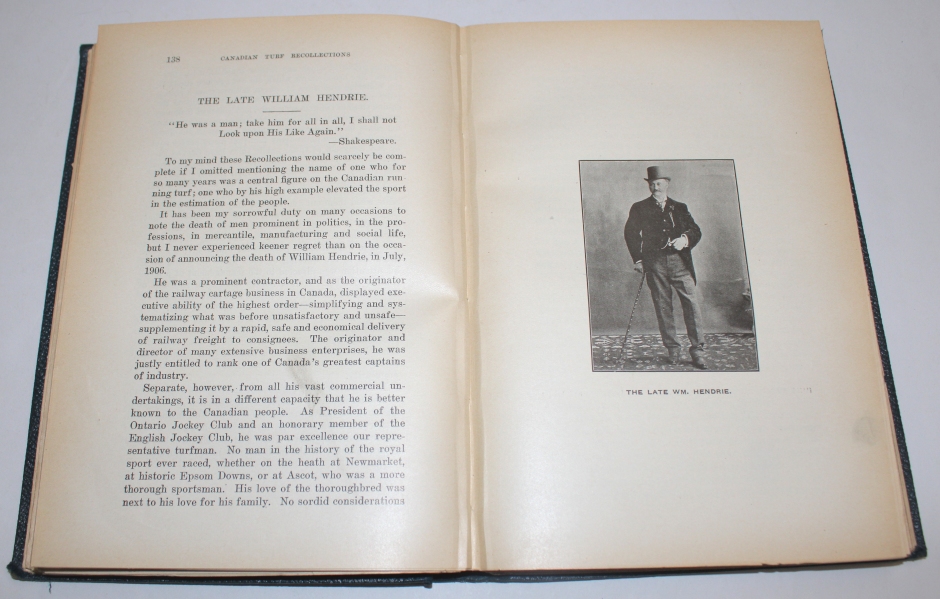 138 CANADIAN TURF RECOLLECTIONS
THE LATE WILLIAM HENDRIE.
"He was a man; take him for all in all, I shall not
Look upon His Like Again."
—Shakespeare.
To my mind these Recollections would scarcely be com-
plete if I omitted mentioning the name of one who for
so many years was a central figure on the Canadian run-
ning turf; one who by his high example elevated the sport
in the estimation of the people.
It has been my sorrowful duty on many occasions to
note the death of men prominent in politics, in the pro-
fessions, in mercantile, manufacturing and social life,
but I never experienced keener regret than on the occa-
sion of announcing the death of William Hendrie, in July,
1906.
He was a prominent contractor, and as the originator
of the railway cartage business in Canada, displayed exe-
cutive ability of the highest order—simplifying and sys-
tematizing what was before unsatisfactory and unsafe—
supplementing it by a rapid, safe and economical delivery
of railway freight to consignees. The originator and
director of many extensive business enterprises, he was
justly entitled to rank one of Canada's greatest captains
of industry.
Separate, however, from all his vast commercial un-
dertakings, it is in a different capacity that he is better
known to the Canadian people. As President of the
Ontario Jockey Club and an honorary member of the
English Jockey Club, he was par excellence our repre-
sentative turfman. No man in the history of the royal
sport ever raced, whether on the heath at Newmarket,
at historic Epsom Downs, or at Ascot, who was a more
thorough sportsman. His love of the thoroughbred was
next to his love for his family. No sordid considerations
THE LATE WM. HENDRIE.